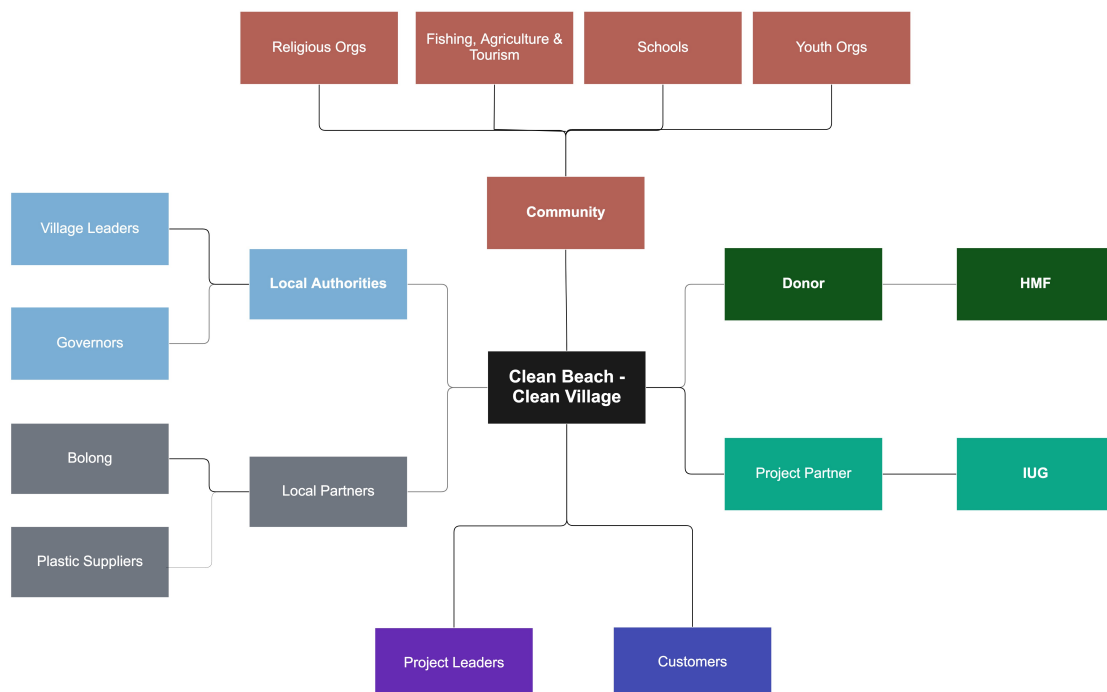 Religious Orgs
Fishing, Agriculture &
Tourism
Schools
Youth Orgs
Community
Village Leaders
Local Authorities
Governors
Donor
HMF
Clean Beach -
Clean Village
Bolong
Local Partners
Plastic Suppliers
Project Partner
IUG
Project Leaders
Customers